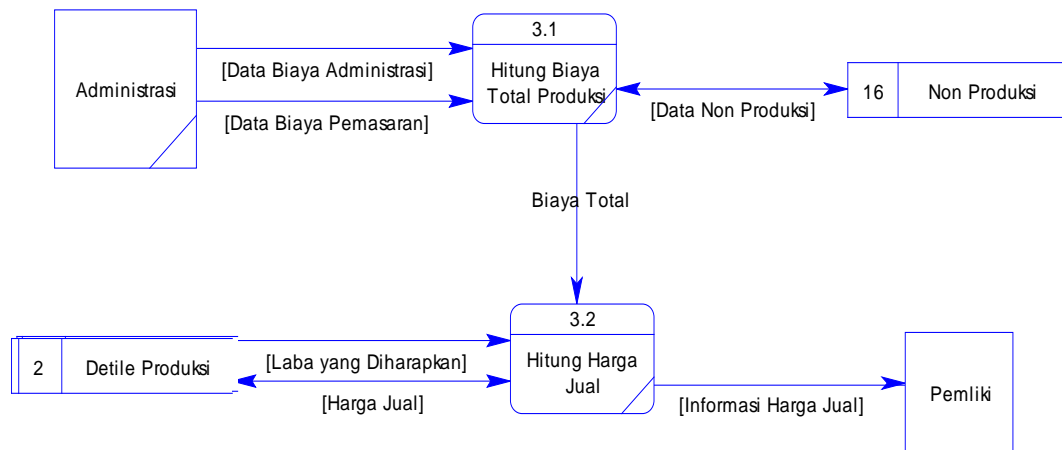 3.1
[Data Biaya Administrasi]
Hitung Biaya
Total Produksi
Administrasi
16
Non Produksi
[Data Biaya Pemasaran]
[Data Non Produksi]
Biaya Total
3.2
[Laba yang Diharapkan]
Hitung Harga
Jual
2
Detile Produksi
[Harga Jual]
[Informasi Harga Jual]
Pemliki